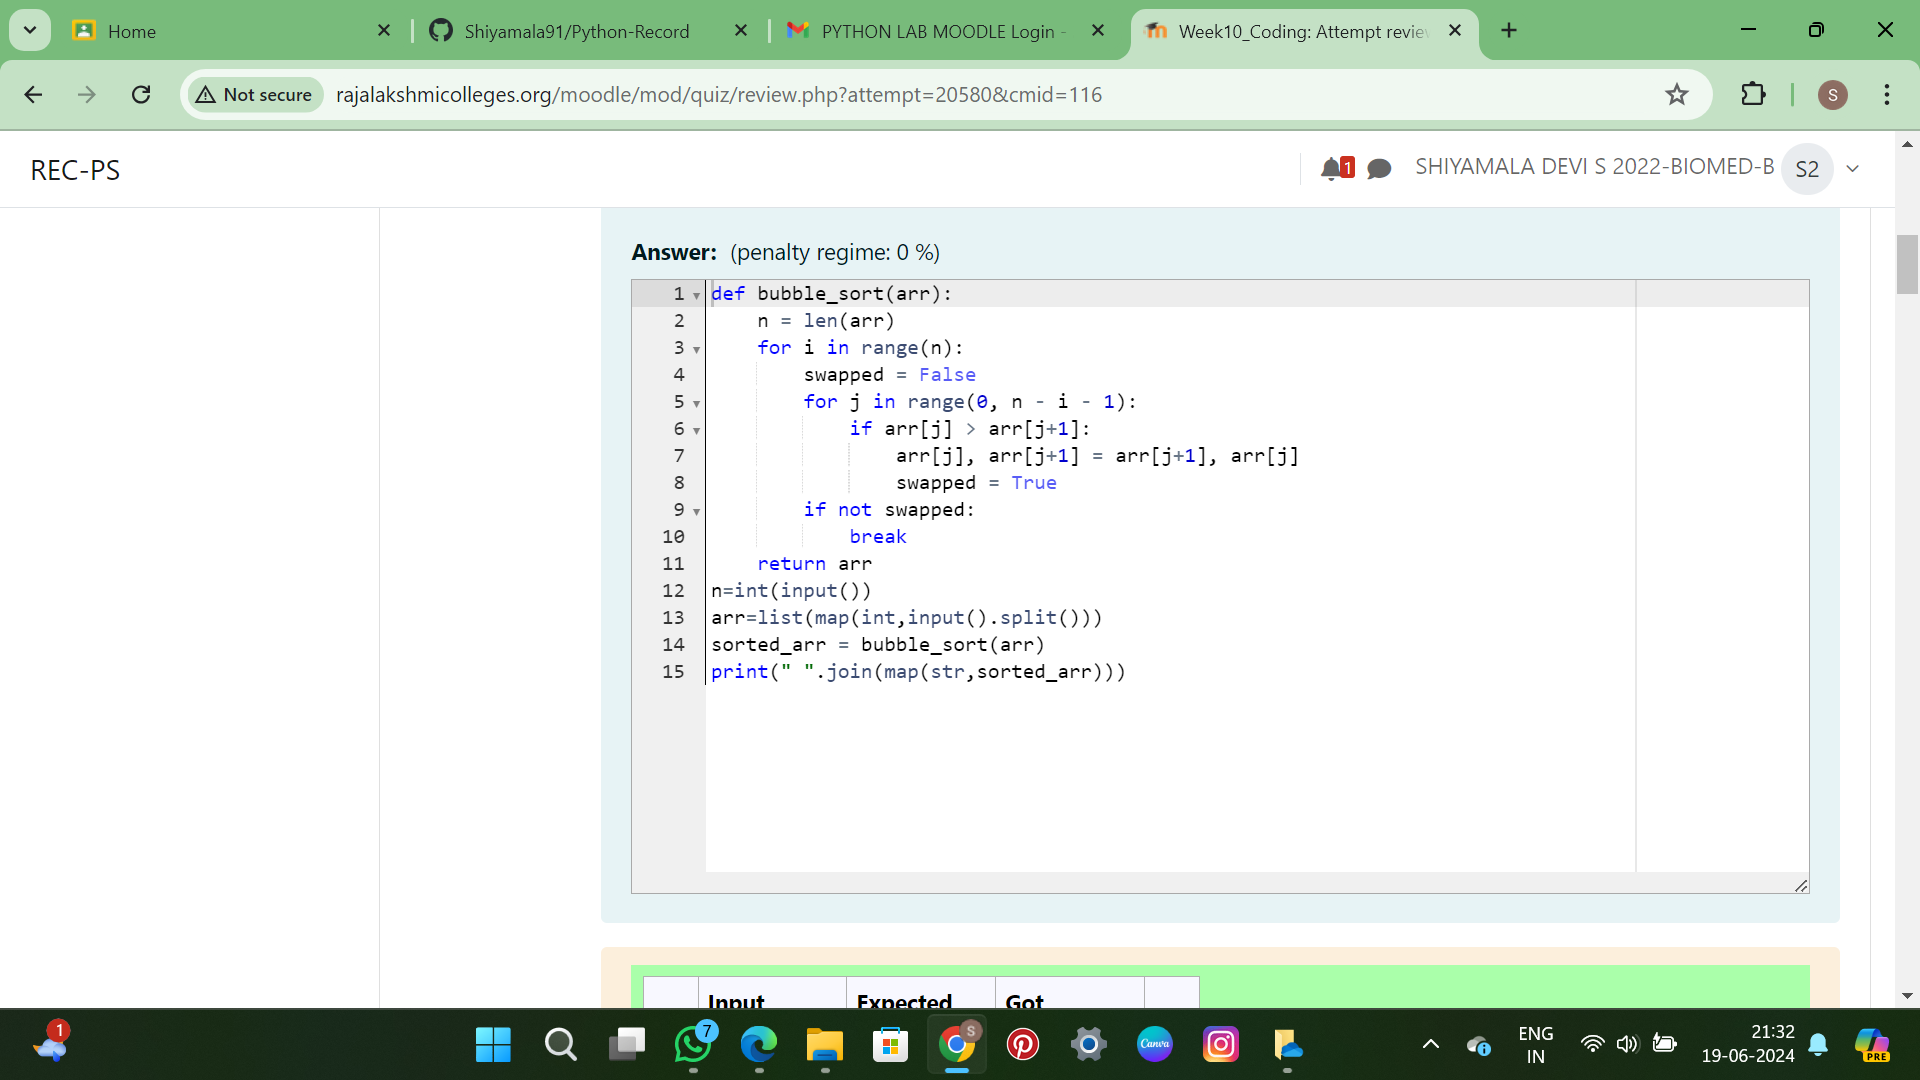 Home
Shiyamala91/Python-Record
PYTHON LAB MOODLE Login -
Week10_Coding: Attempt review
Not secure
rajalakshmicolleges.org/moodle/mod/quiz/review.php?attempt=20580&cmid=116
S
REC-PS
1
SHIYAMALA DEVI S 2022-BIOMED-B
S2
Answer: (penalty regime: 0 %)
1 def bubble_sort(arr):
2     n = len(arr)
3     for i in range(n):
4         swapped = False
5         for j in range(0, n - i - 1):
6             if arr[j] > arr[j+1]:
7                 arr[j], arr[j+1] = arr[j+1], arr[j]
8                 swapped = True
9         if not swapped:
10             break
11     return arr
12 n=int(input())
13 arr=list(map(int,input().split()))
14 sorted_arr = bubble_sort(arr)
15 print(" ".join(map(str,sorted_arr)))
Input Expected Got
1
7
S
Canva
ENG
IN
21:32
19-06-2024
PRE